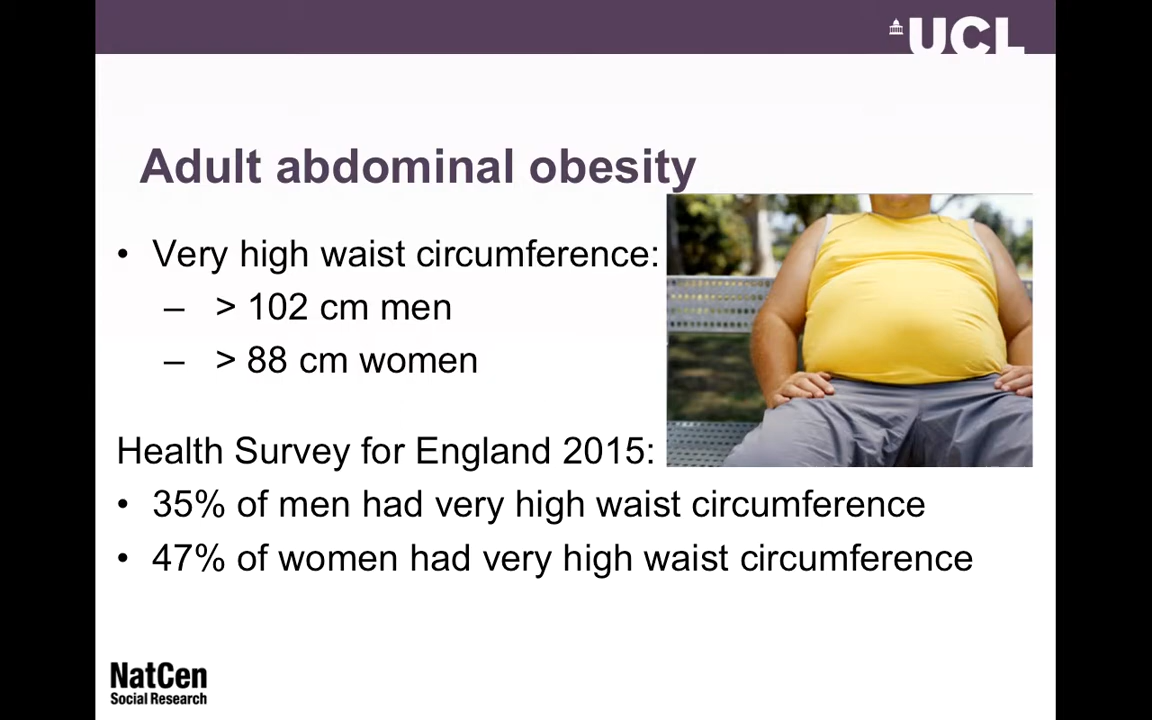 UCL
Adult abdominal obesity
• Very high waist circumference:
– > 102 cm men
– > 88 cm women
Health Survey for England 2015:
• 35% of men had very high waist circumference
• 47% of women had very high waist circumference
NatCen
Social Research